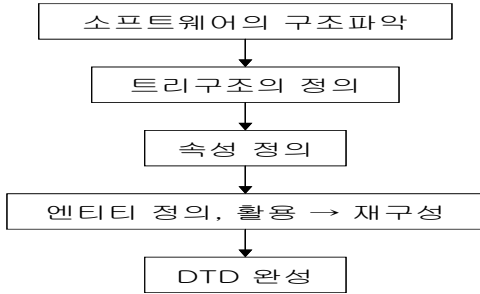 소프트웨어의 구조파악
트리구조의 정의
속성 정의
엔티티 정의, 활용 → 재구성
DTD 완성